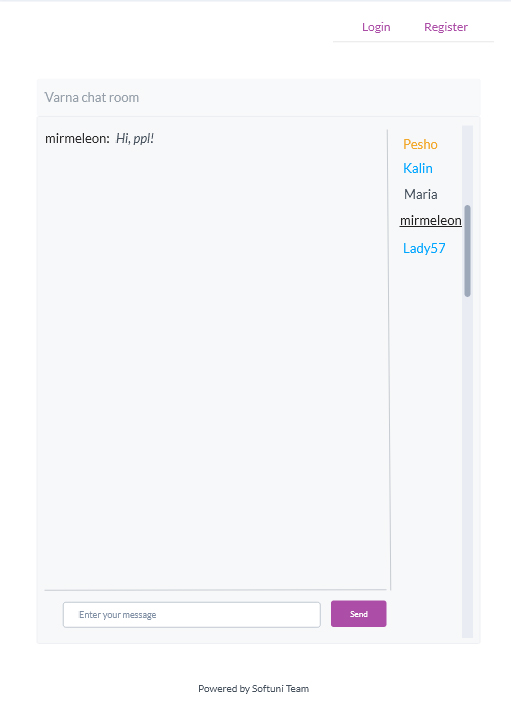 Login Register
Varna chat room
mirmeleon: Hi, ppl!
Pesho
Kalin
Maria
mirmeleon
Lady57
Enter your message
Send
Powered by Softuni Team